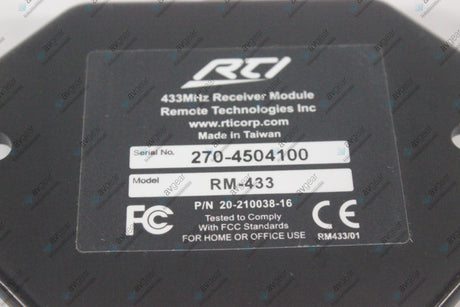 RTI
433MHz Receiver Module
Remote Technologies Inc
www.rticorp.com
Made in Taiwan
Serial No. 270-4504100
Model RM-433
P/N 20-210038-16
FC Tested to Comply
With FCC Standards
FOR HOME OR OFFICE USE
CE
RM433/01
avgear